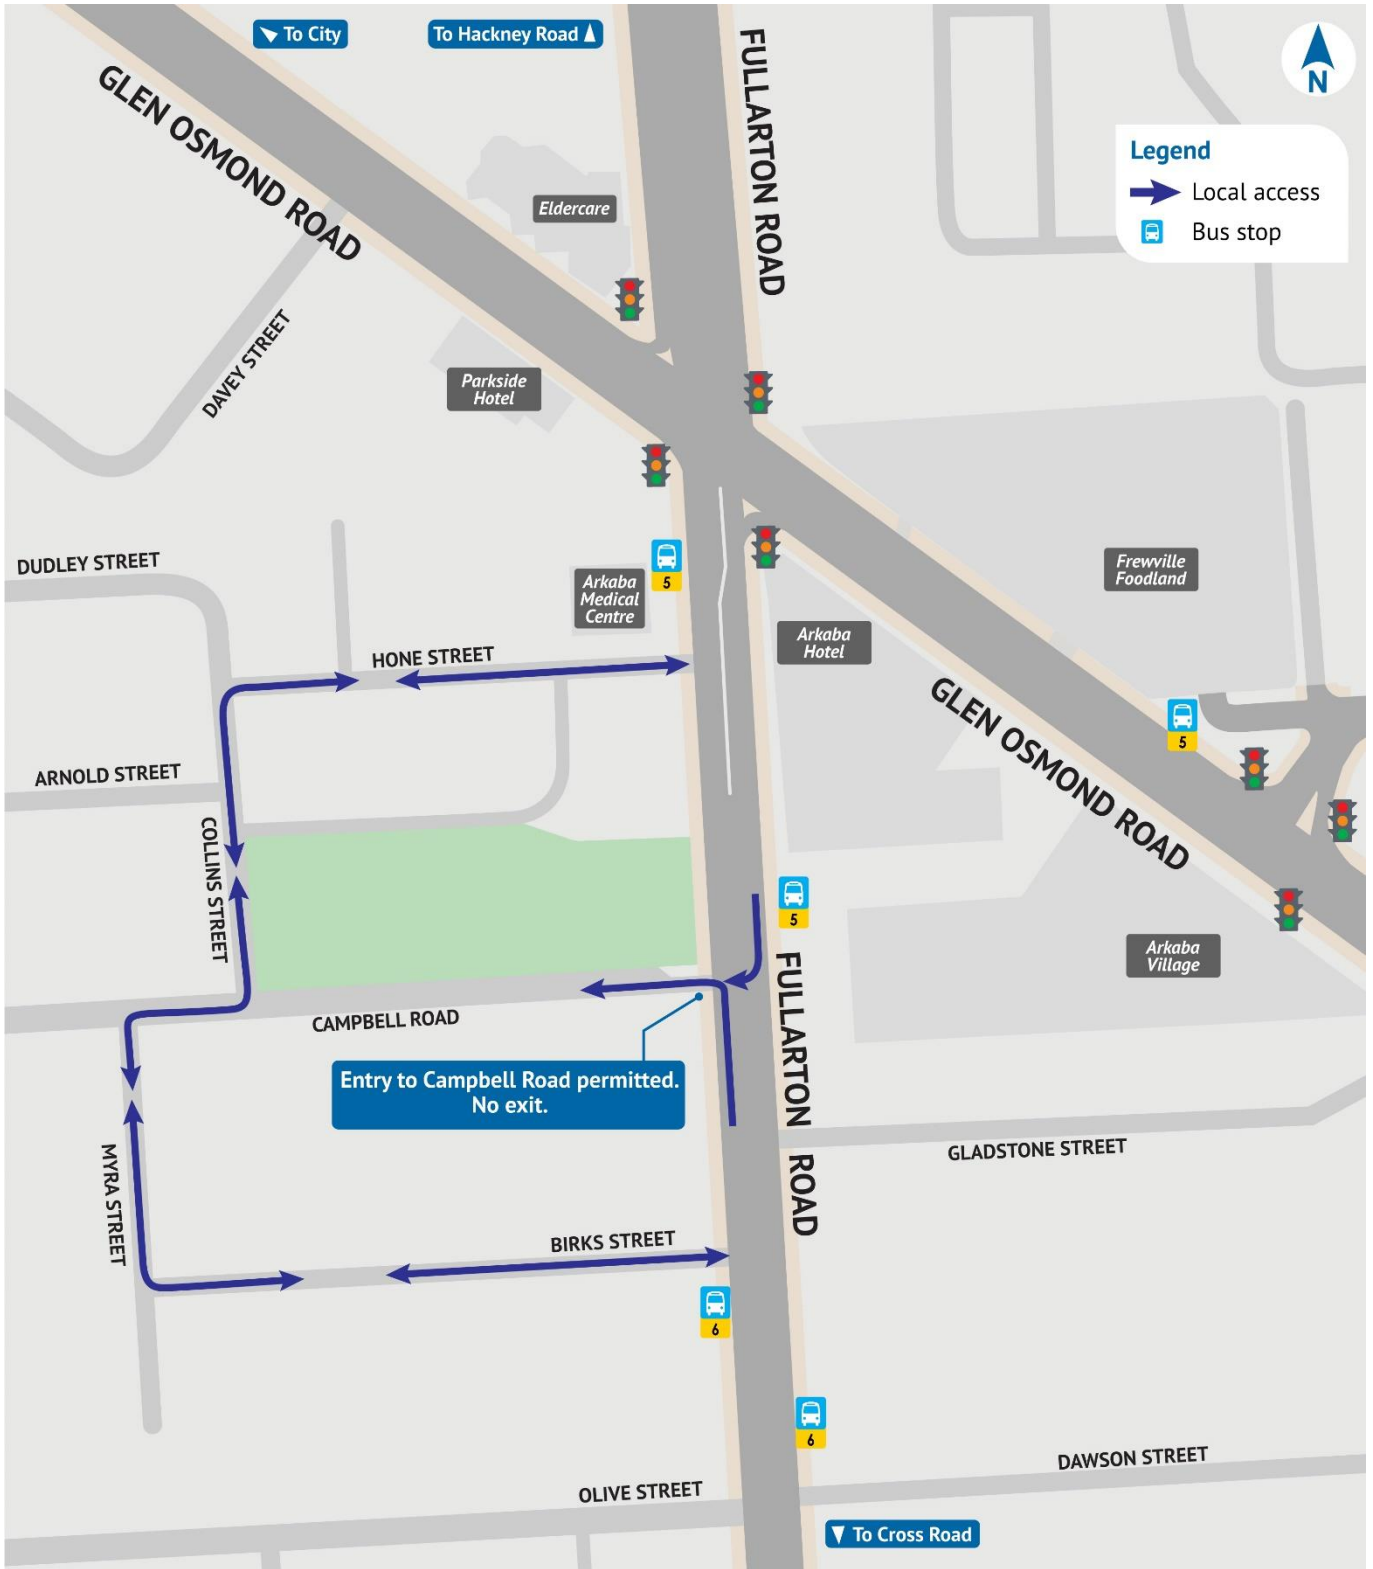 To City
To Hackney Road
FULLARTON ROAD
N
GLEN OSMOND ROAD
Legend
Local access
Bus stop
Eldercare
DAVEY STREET
Parkside
Hotel
DUDLEY STREET
5
Arkaba
Medical
Centre
Frewville
Foodland
Arkaba
Hotel
HONE STREET
GLEN OSMOND ROAD
5
ARNOLD STREET
COLLINS STREET
5
Arkaba
Village
FULLARTON ROAD
CAMPBELL ROAD
Entry to Campbell Road permitted.
No exit.
GLADSTONE STREET
MYRA STREET
BIRKS STREET
6
6
DAWSON STREET
OLIVE STREET
To Cross Road